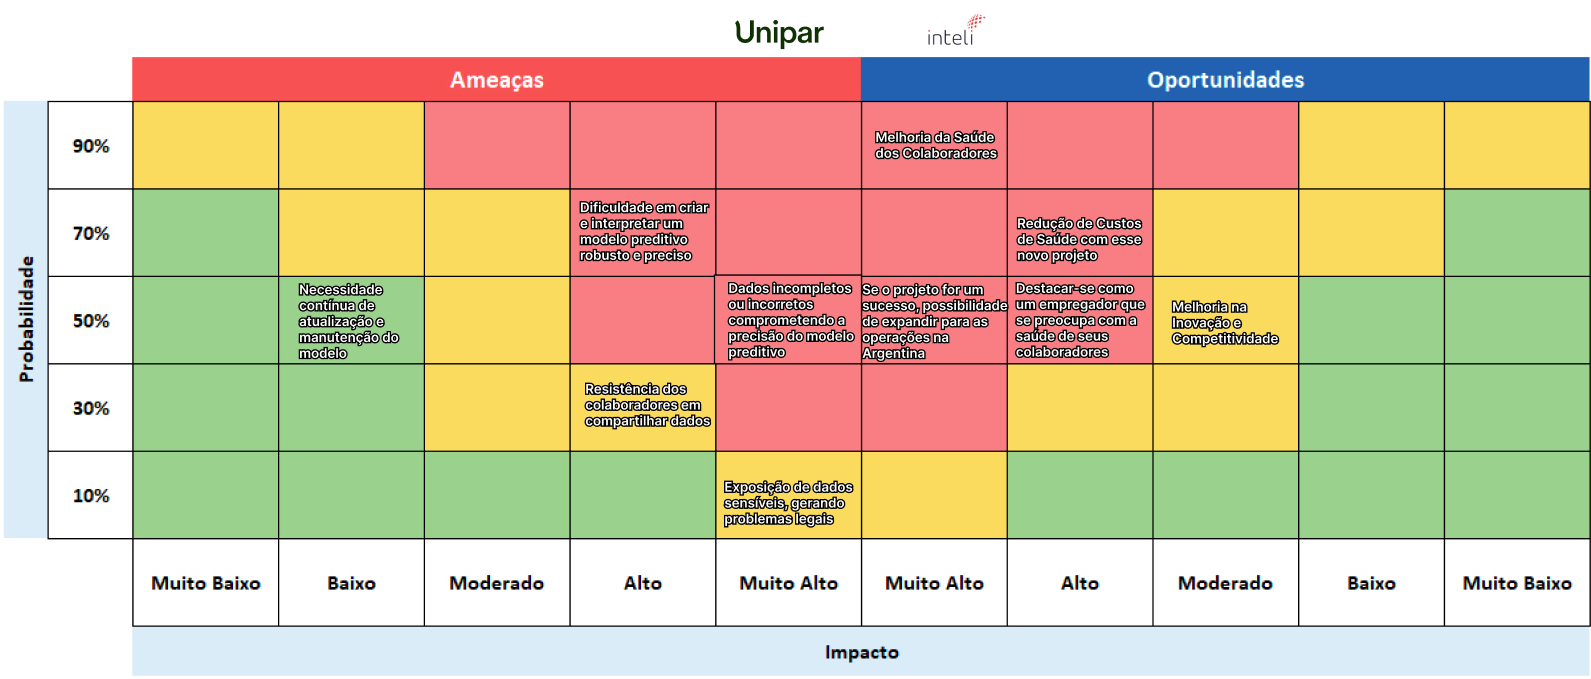 Unipar
inteli
Ameaças
Oportunidades
Probabilidade
90%
Melhoria da Saúde
dos Colaboradores
70%
Dificuldade em criar
e interpretar um
modelo preditivo
robusto e preciso
Redução de Custos
de Saúde com esse
novo projeto
50%
Necessidade
contínua de
atualização e
manutenção do
modelo
Dados incompletos
ou incorretos
comprometendo a
precisão do modelo
preditivo
Se o projeto for um
sucesso, possibilidade
de expandir para as
operações na
Argentina
Destacar-se como
um empregador que
se preocupa com a
saúde de seus
colaboradores
Melhoria na
Inovação e
Competitividade
30%
Resistência dos
colaboradores em
compartilhar dados
10%
Exposição de dados
sensíveis, gerando
problemas legais
Muito Baixo
Baixo
Moderado
Alto
Muito Alto
Muito Alto
Alto
Moderado
Baixo
Muito Baixo
Impacto